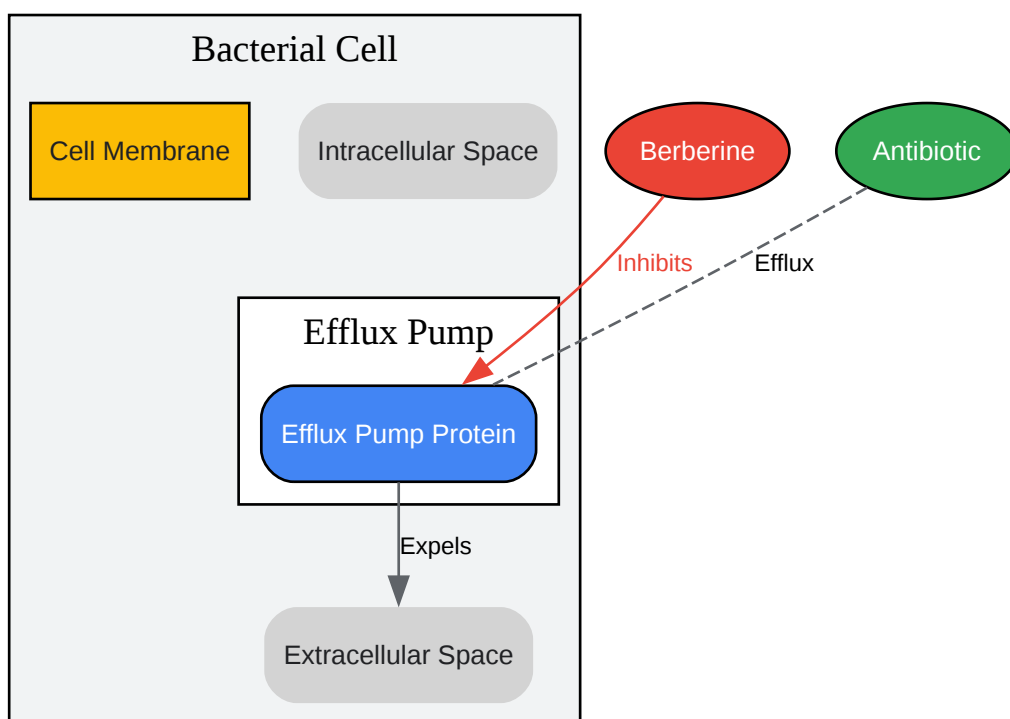 Bacterial Cell
Cell Membrane
Intracellular Space
Berberine
Antibiotic
Inhibits
Efflux
Efflux Pump
Efflux Pump Protein
Expels
Extracellular Space